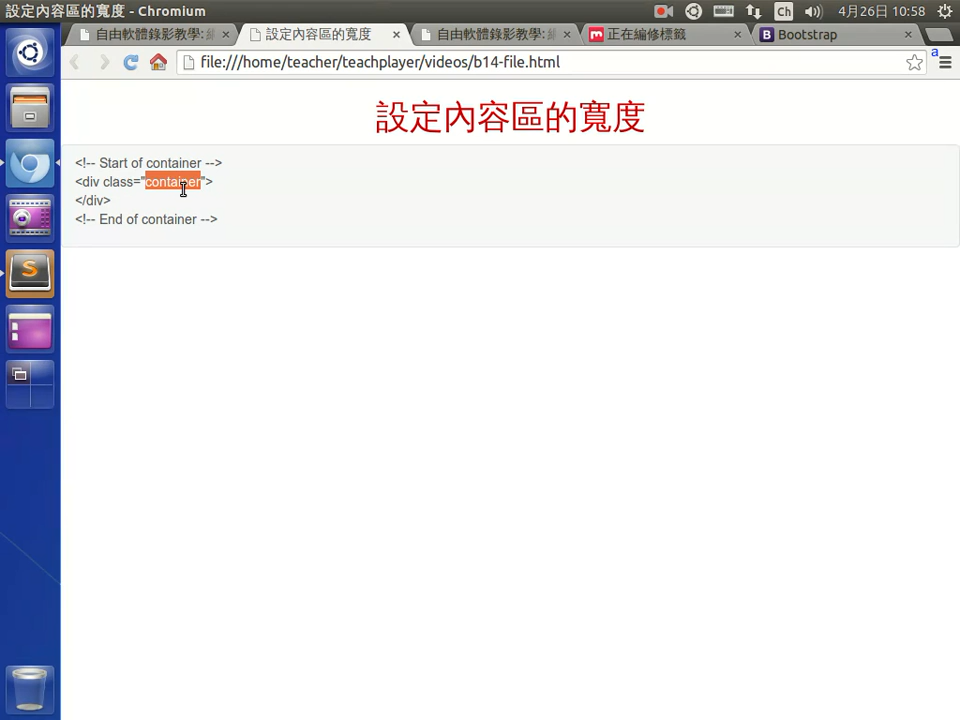 設定內容區的寬度 - Chromium
Ch
4月26日 10:58
自由軟體錄影教學:
設定內容區的寬度
自由軟體錄影教學:
正在編修標籤
Bootstrap
file:///home/teacher/teachplayer/videos/b14-file.html
a
設定內容區的寬度
<!-- Start of container -->
<div class="container">
</div>
<!-- End of container -->